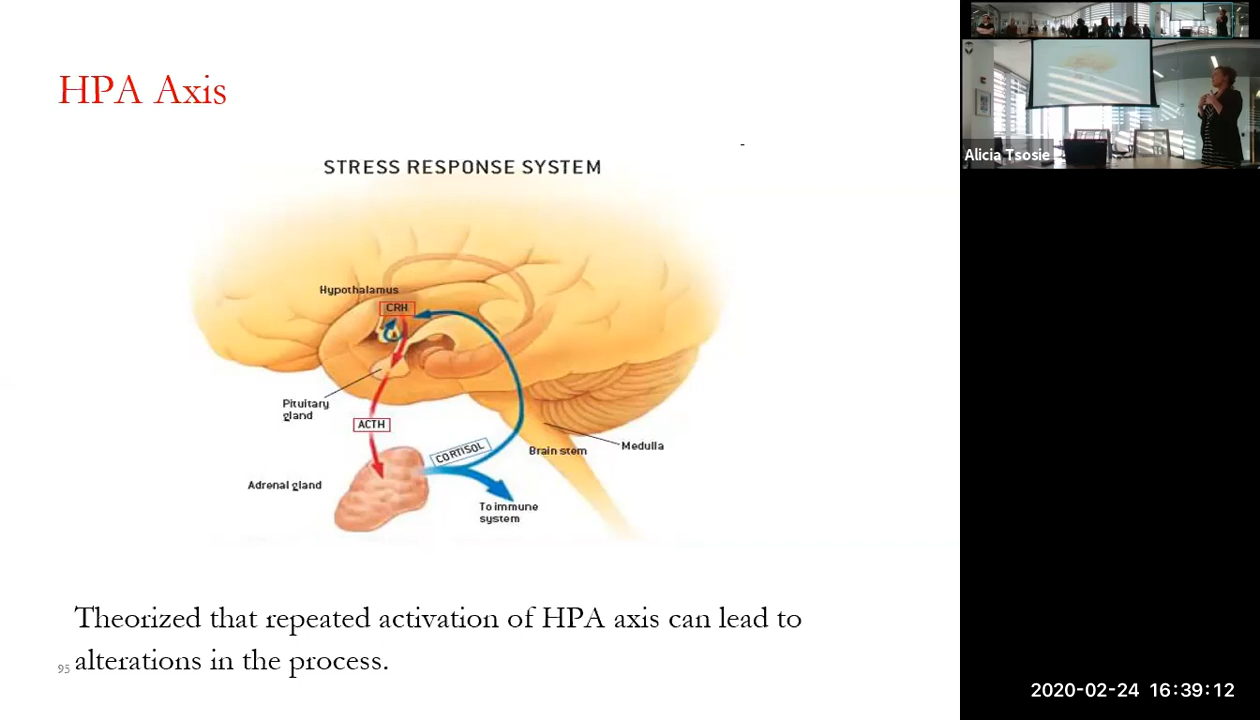 HPA Axis
STRESS RESPONSE SYSTEM
Hypothalamus
CRH
Pituitary
gland
ACTH
CORTISOL
Brain stem
Medulla
Adrenal gland
To immune
system
Theorized that repeated activation of HPA axis can lead to
95 alterations in the process.
Alicia Tsosie
2020-02-24 16:39:12